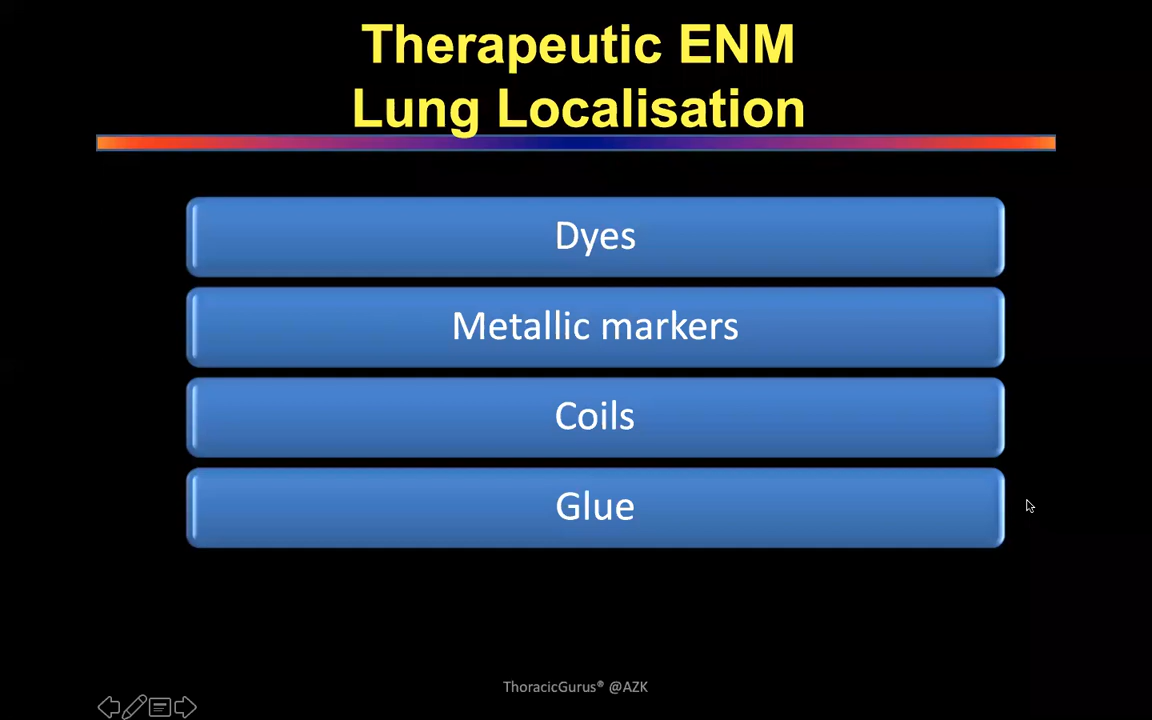 Therapeutic ENM
Lung Localisation
Dyes
Metallic markers
Coils
Glue
ThoracicGurus® @AZK